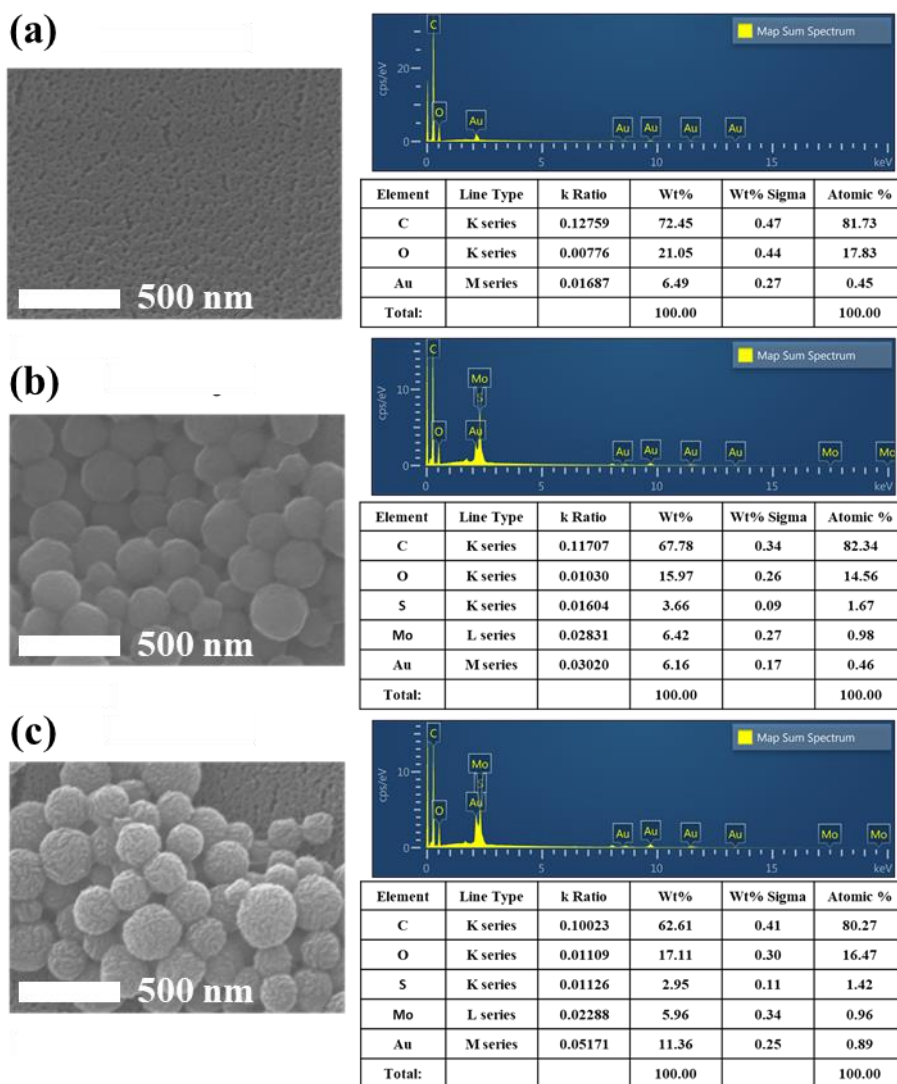 (a)
500 nm
Map Sum Spectrum
cps/eV
20
0
C
O
Au
Au
Au
Au
Au
0
5
10
15
keV
Element Line Type k Ratio Wt% Wt% Sigma Atomic %
C K series 0.12759 72.45 0.47 81.73
O K series 0.00776 21.05 0.44 17.83
Au M series 0.01687 6.49 0.27 0.45
Total: 100.00 100.00
(b)
500 nm
Map Sum Spectrum
cps/eV
10
0
C
O
Mo
S
Au
Au
Au
Au
Au
Mo
Mo
0
5
10
15
keV
Element Line Type k Ratio Wt% Wt% Sigma Atomic %
C K series 0.11707 67.78 0.34 82.34
O K series 0.01030 15.97 0.26 14.56
S K series 0.01604 3.66 0.09 1.67
Mo L series 0.02831 6.42 0.27 0.98
Au M series 0.03020 6.16 0.17 0.46
Total: 100.00 100.00
(c)
500 nm
Map Sum Spectrum
cps/eV
10
0
C
O
Mo
S
Au
Au
Au
Au
Au
Mo
Mo
0
5
10
15
keV
Element Line Type k Ratio Wt% Wt% Sigma Atomic %
C K series 0.10023 62.61 0.41 80.27
O K series 0.01109 17.11 0.30 16.47
S K series 0.01126 2.95 0.11 1.42
Mo L series 0.02288 5.96 0.34 0.96
Au M series 0.05171 11.36 0.25 0.89
Total: 100.00 100.00